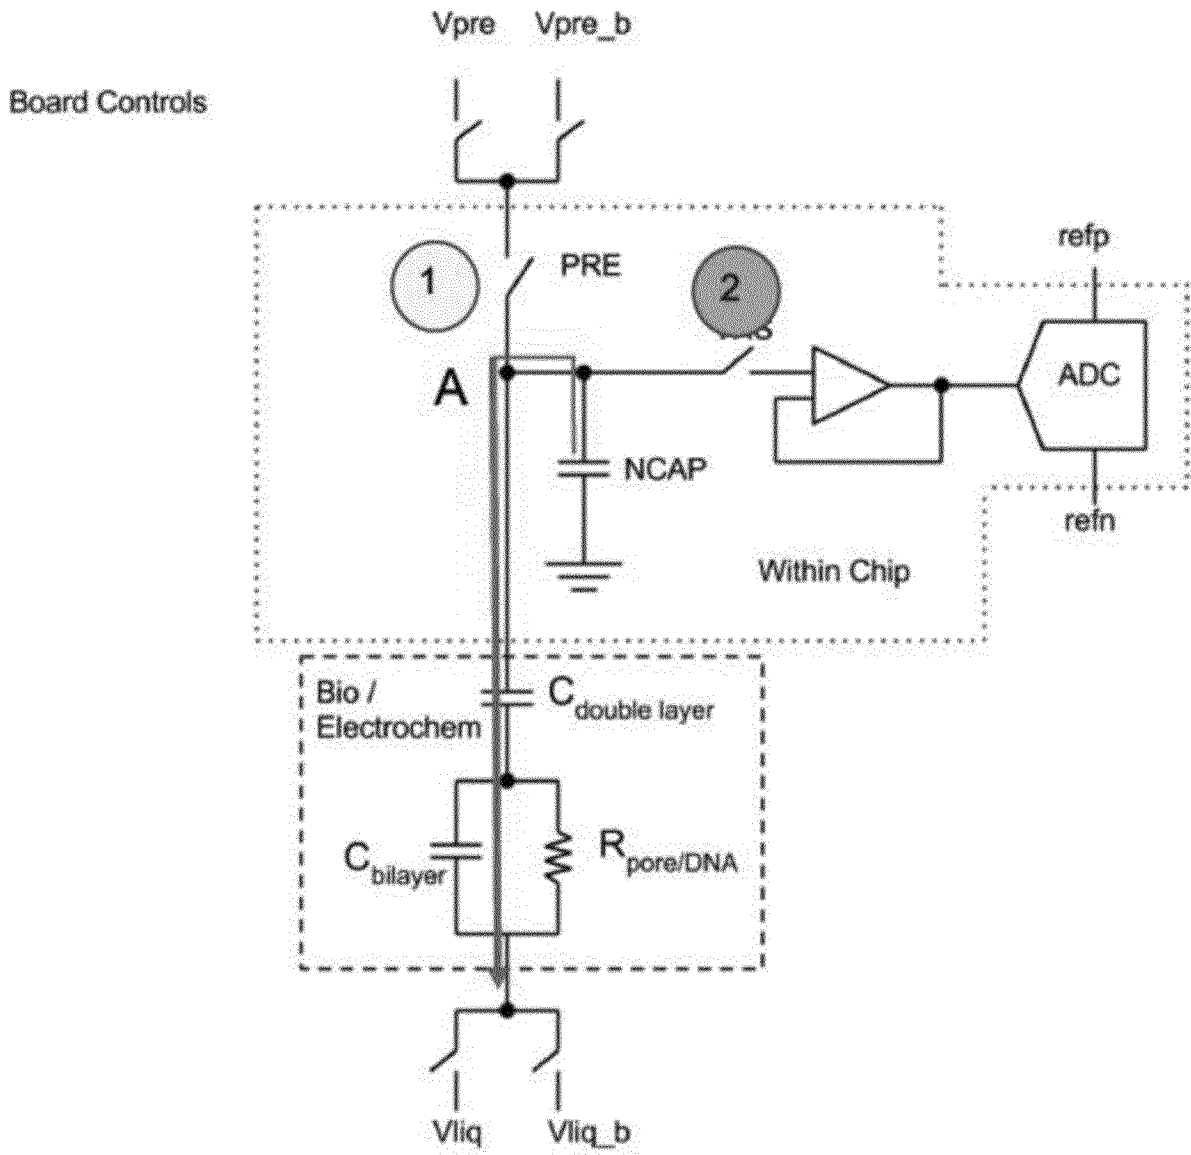 Vpre Vpre_b
Board Controls
refp
1
PRE
2
A
ADC
NCAP
refn
Within Chip
Bio /
Electrochem
C double layer
C bilayer
R pore/DNA
Vliq
Vliq_b